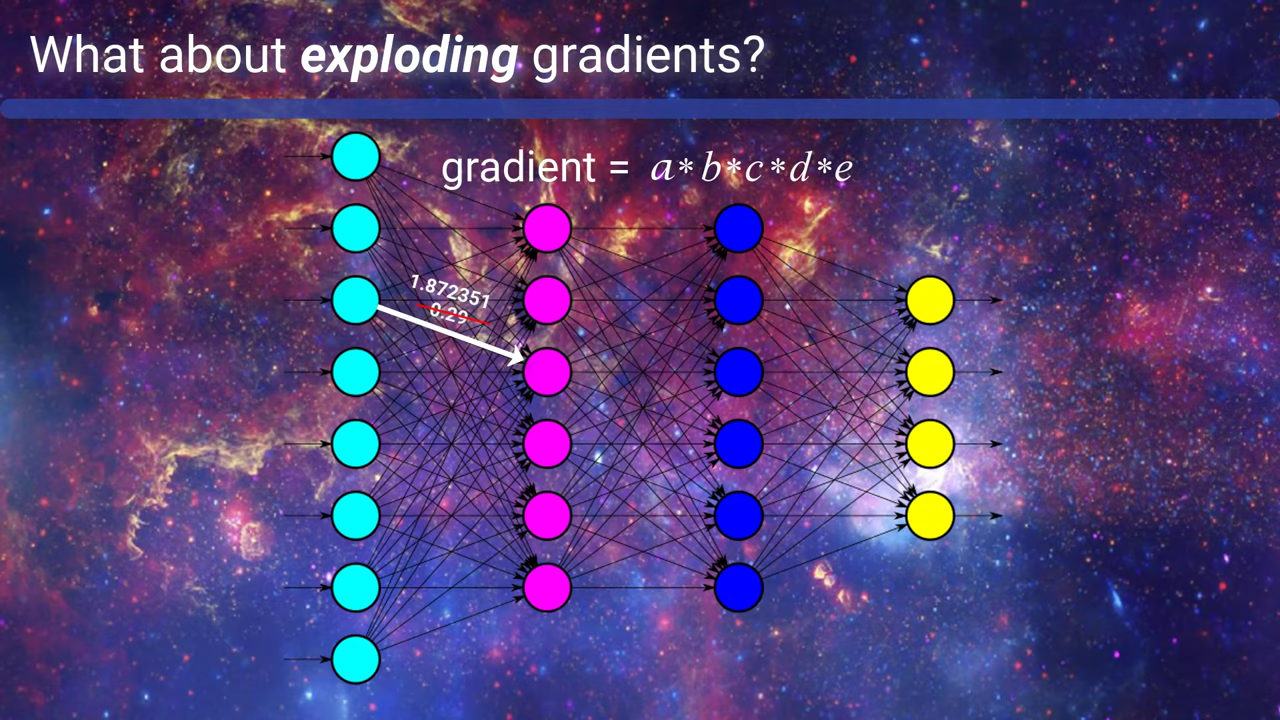 What about exploding gradients?
gradient = a*b*c*d*e
1.872351
0.29